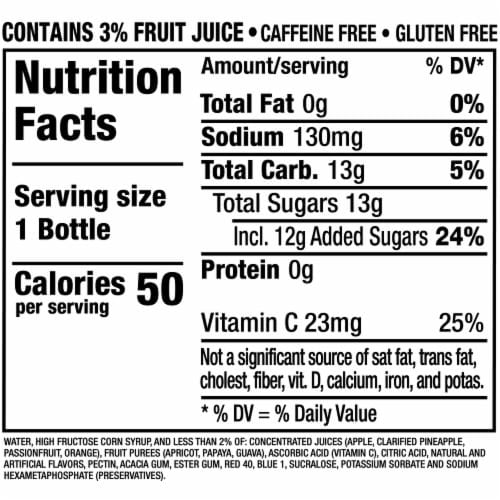 CONTAINS 3% FRUIT JUICE • CAFFEINE FREE • GLUTEN FREE
Nutrition
Facts
Serving size
1 Bottle
Calories 50
per serving
Amount/serving % DV*
Total Fat 0g 0%
Sodium 130mg 6%
Total Carb. 13g 5%
Total Sugars 13g
Incl. 12g Added Sugars 24%
Protein 0g
Vitamin C 23mg 25%
Not a significant source of sat fat, trans fat,
cholest, fiber, vit. D, calcium, iron, and potas.
* % DV = % Daily Value
WATER, HIGH FRUCTOSE CORN SYRUP, AND LESS THAN 2% OF: CONCENTRATED JUICES (APPLE, CLARIFIED PINEAPPLE,
PASSIONFRUIT, ORANGE), FRUIT PUREES (APRICOT, PAPAYA, GUAVA), ASCORBIC ACID (VITAMIN C), CITRIC ACID, NATURAL AND
ARTIFICIAL FLAVORS, PECTIN, ACACIA GUM, ESTER GUM, RED 40, BLUE 1, SUCRALOSE, POTASSIUM SORBATE AND SODIUM
HEXAMETAPHOSPHATE (PRESERVATIVES).